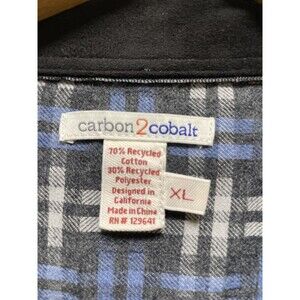 carbon2cobalt
70% Recycled
Cotton
30% Recycled
Polyester
Designed in
California
Made in China
RN # 129641
XL